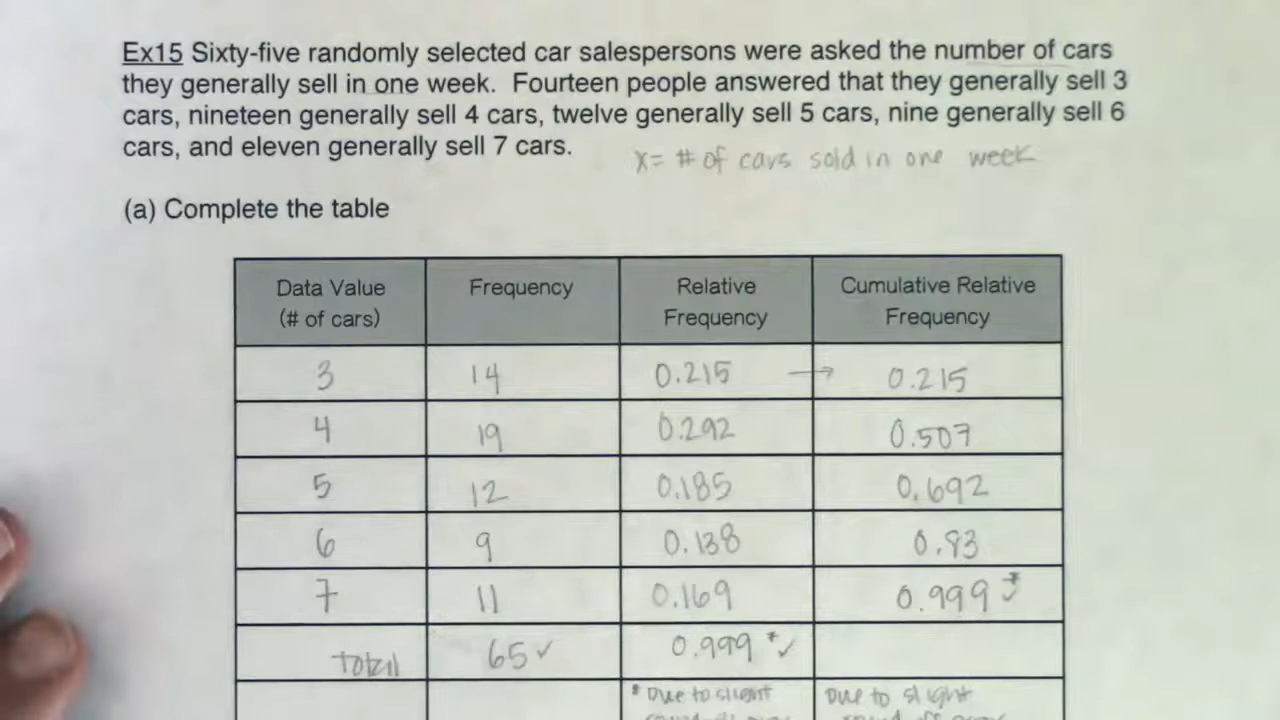 Ex15 Sixty-five randomly selected car salespersons were asked the number of cars
they generally sell in one week. Fourteen people answered that they generally sell 3
cars, nineteen generally sell 4 cars, twelve generally sell 5 cars, nine generally sell 6
cars, and eleven generally sell 7 cars.
x= # of cars sold in one week
(a) Complete the table
Data Value (# of cars) Frequency Relative Frequency Cumulative Relative Frequency
3 14 0.215 → 0.215
4 19 0.292 0.507
5 12 0.185 0.692
6 9 0.138 0.83
7 11 0.169 0.999*✓
Total 65✓ 0.999*✓
* Due to slight Due to slight